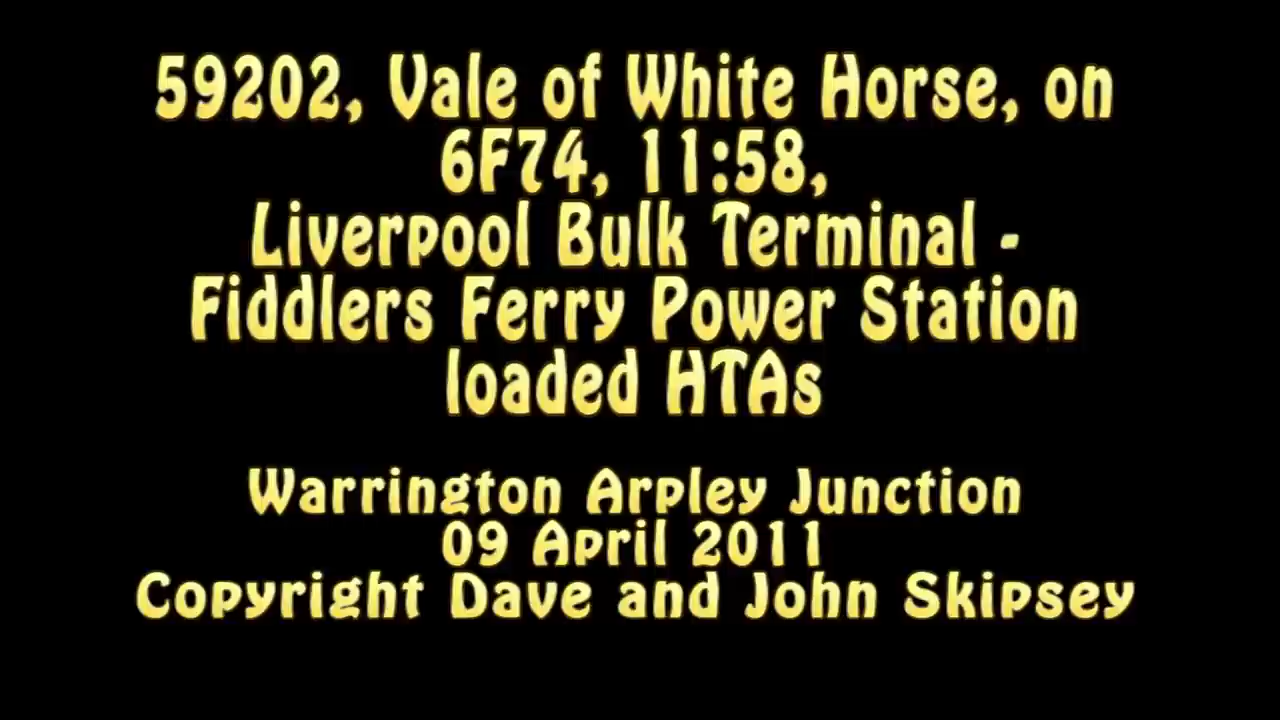 59202, Vale of White Horse, on
6F74, 11:58,
Liverpool Bulk Terminal -
Fiddlers Ferry Power Station
loaded HTAs
Warrington Arpley Junction
09 April 2011
Copyright Dave and John Skipsey